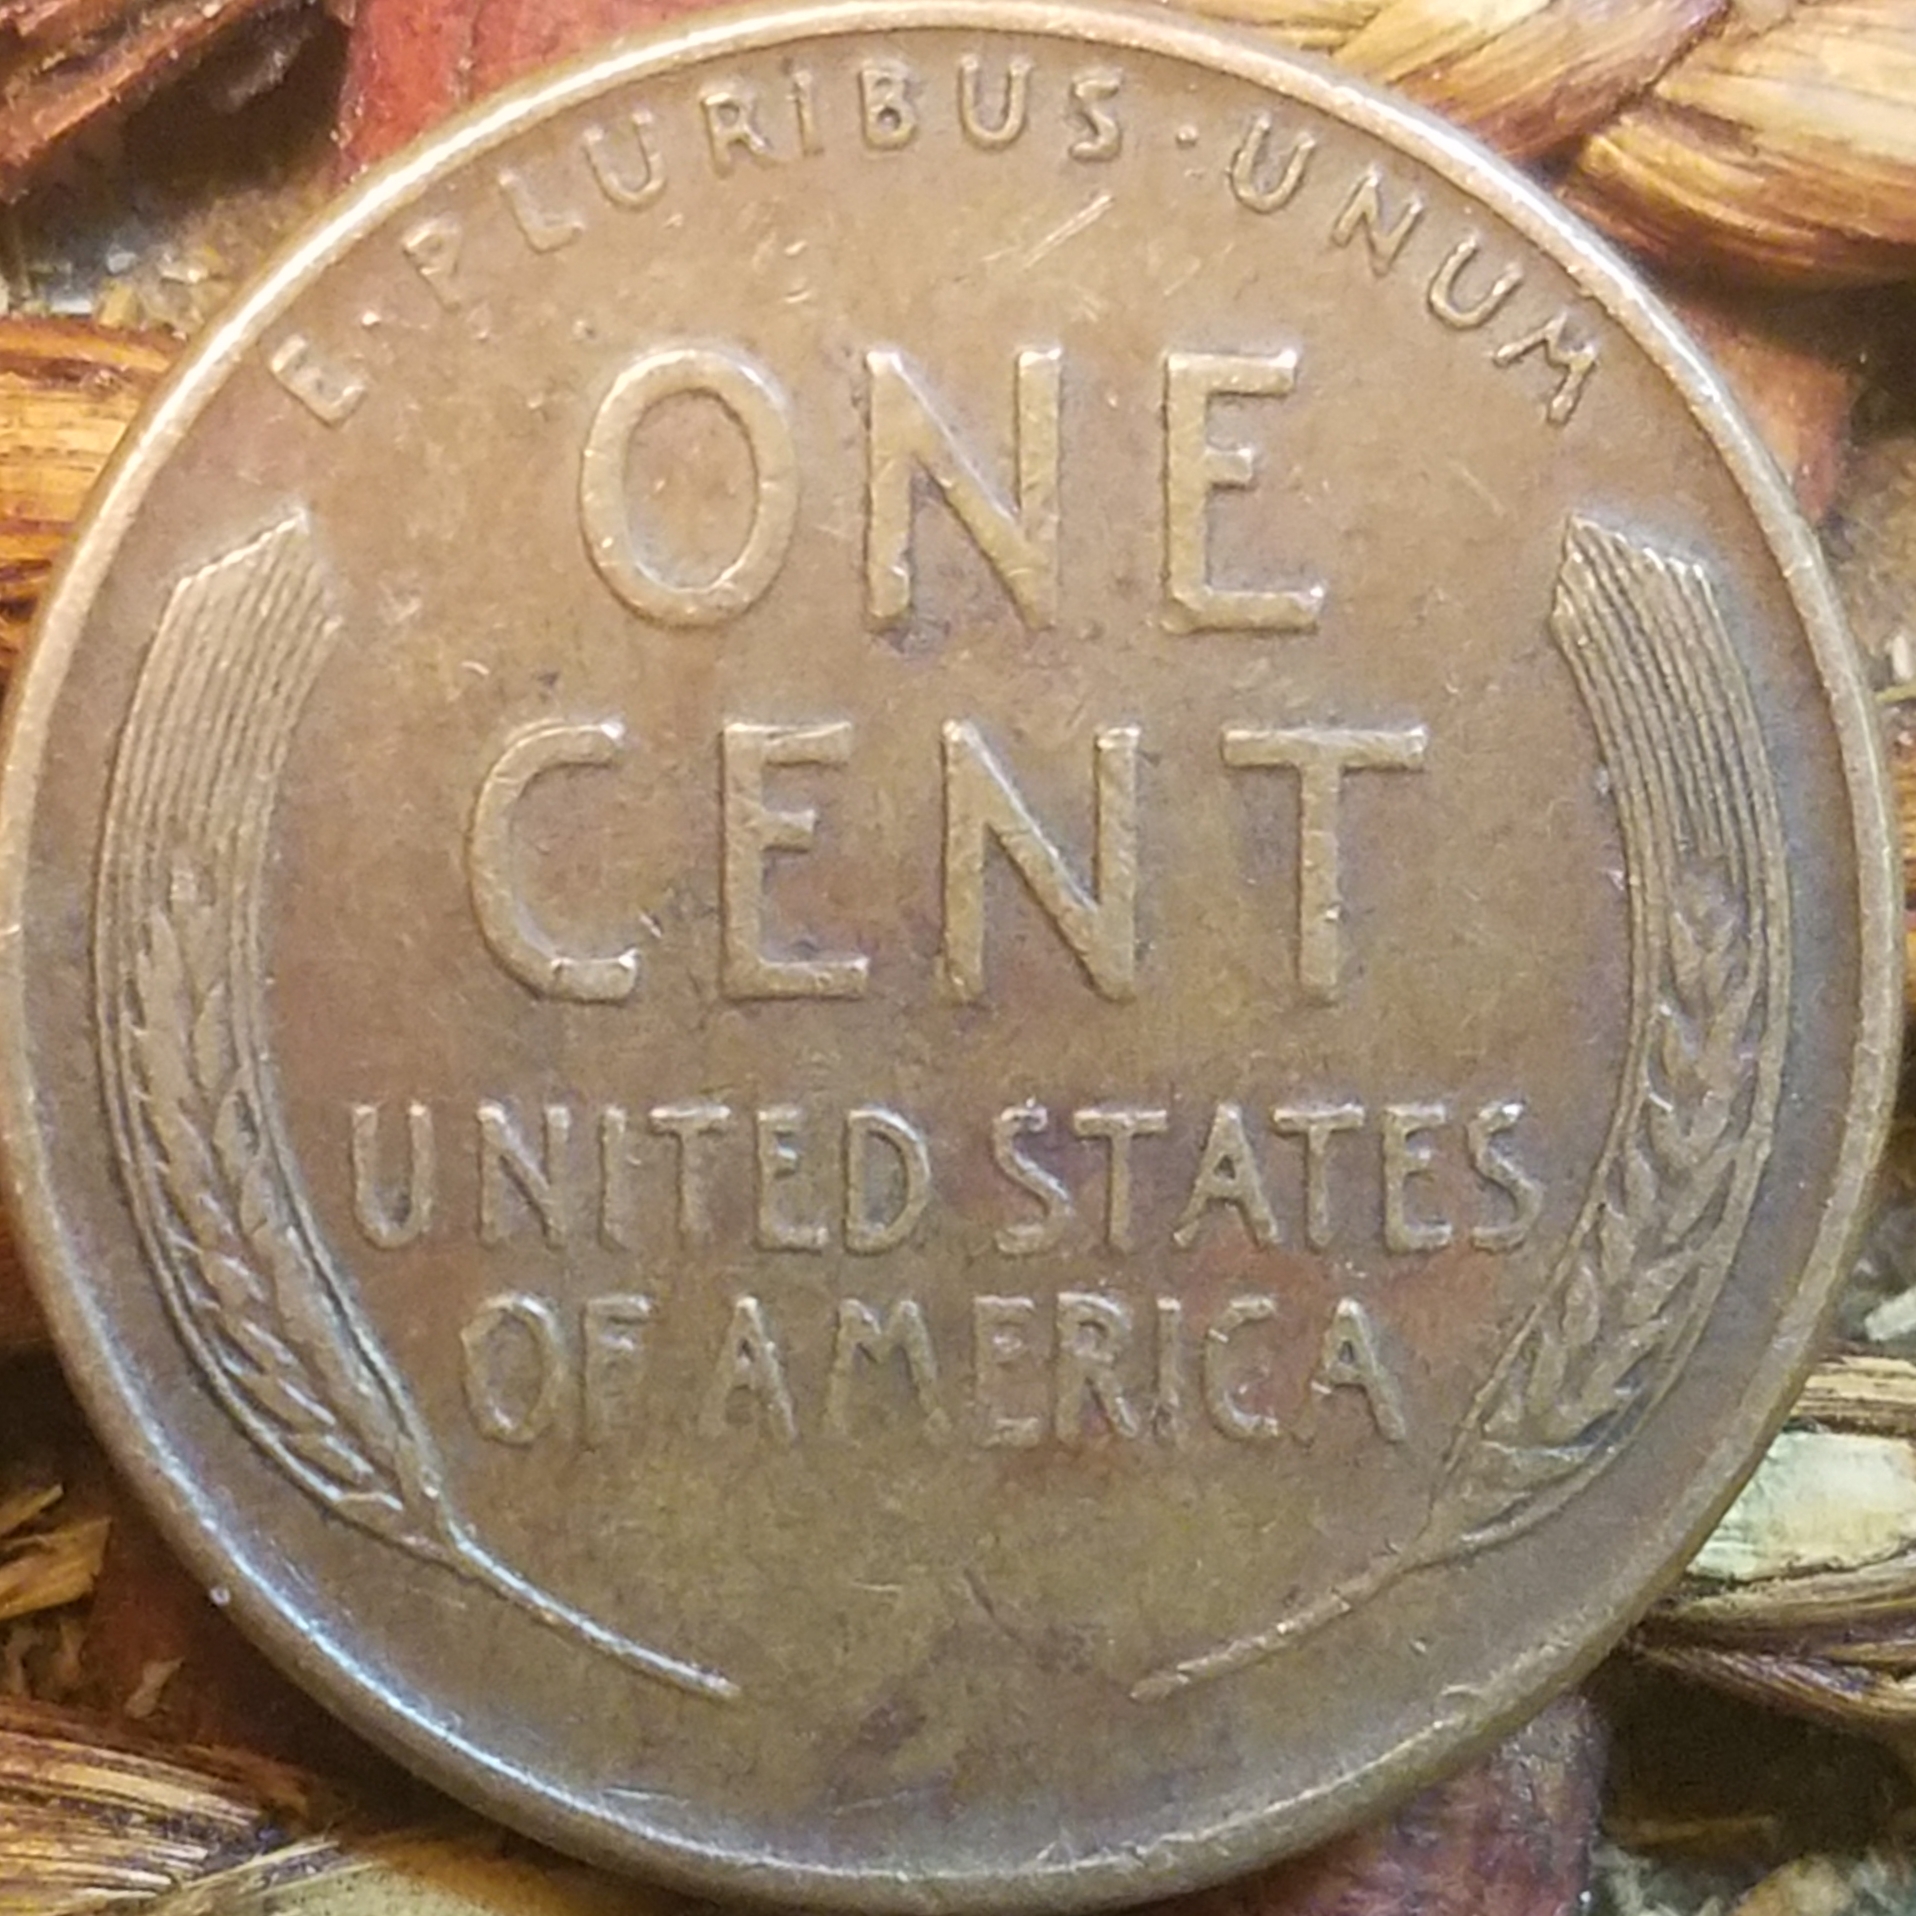 E·PLURIBUS·UNUM
ONE
CENT
UNITED STATES
OF AMERICA